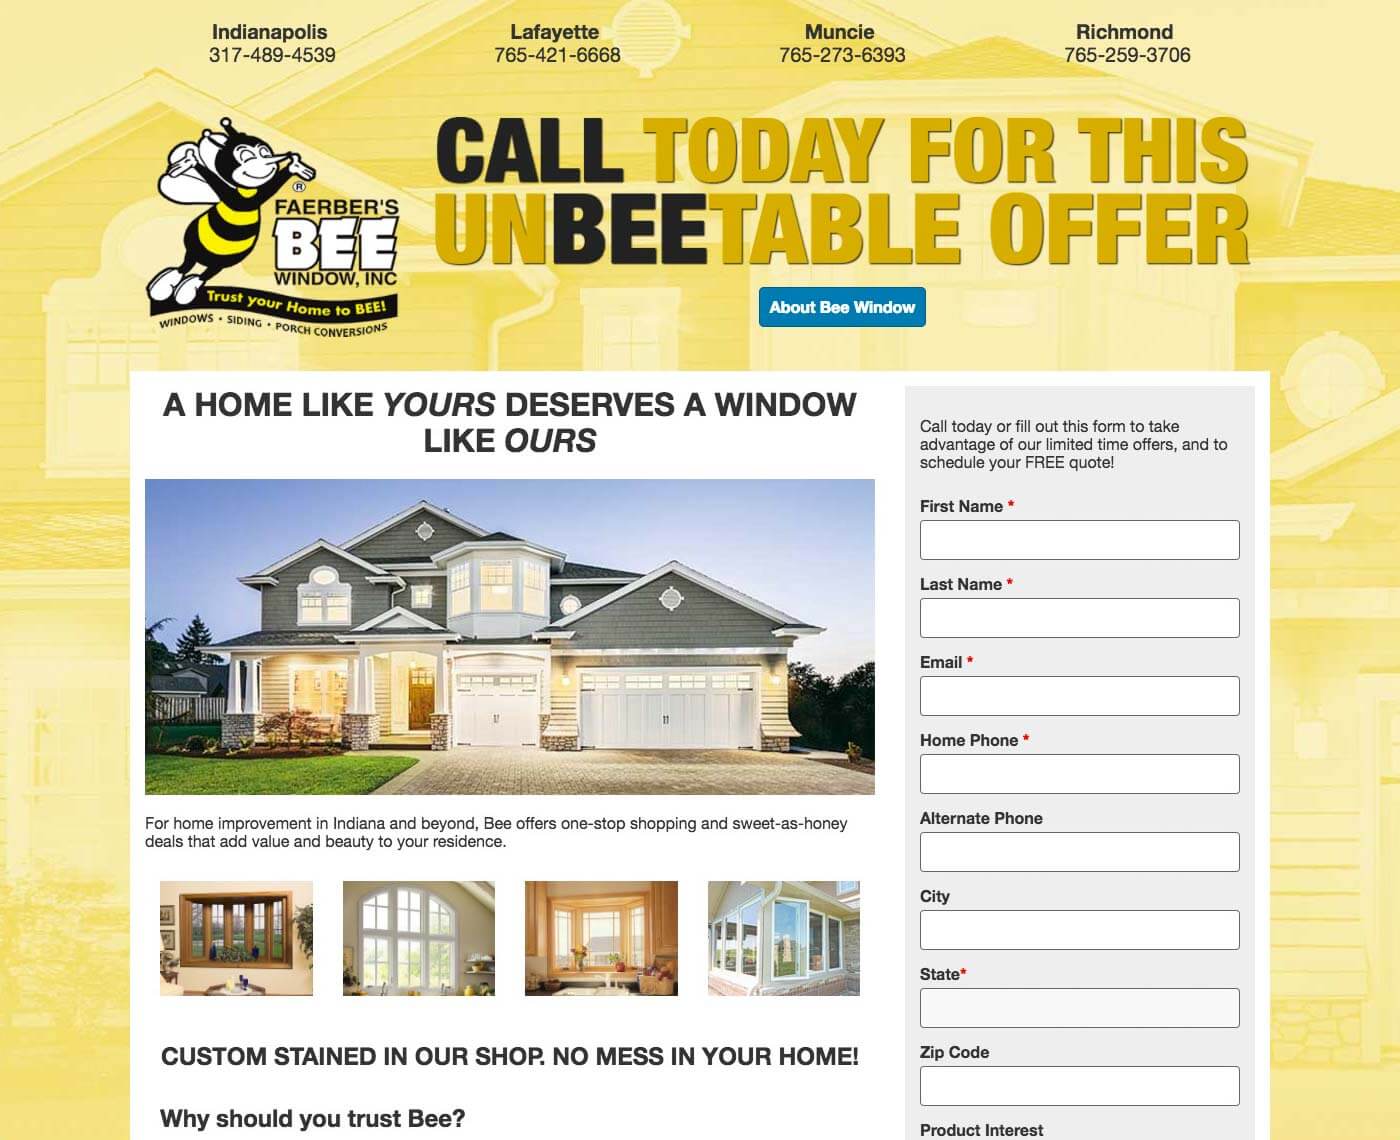 Indianapolis
317-489-4539
Lafayette
765-421-6668
Muncie
765-273-6393
Richmond
765-259-3706
FAERBER'S
BEE
WINDOW, INC
®
Trust your Home to BEE!
WINDOWS • SIDING • PORCH CONVERSIONS
CALL TODAY FOR THIS
UNBEETABLE OFFER
About Bee Window
A HOME LIKE YOURS DESERVES A WINDOW
LIKE OURS
For home improvement in Indiana and beyond, Bee offers one-stop shopping and sweet-as-honey
deals that add value and beauty to your residence.
CUSTOM STAINED IN OUR SHOP. NO MESS IN YOUR HOME!
Why should you trust Bee?
Call today or fill out this form to take
advantage of our limited time offers, and to
schedule your FREE quote!
First Name *
Last Name *
Email *
Home Phone *
Alternate Phone
City
State*
Zip Code
Product Interest